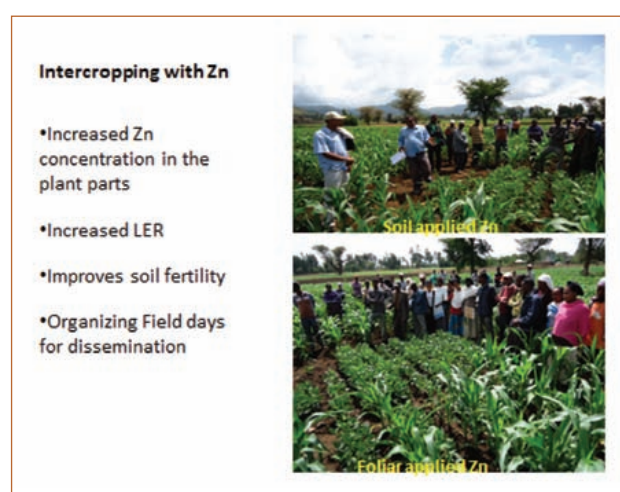 Intercropping with Zn
•Increased Zn
concentration in the
plant parts
•Increased LER
•Improves soil fertility
•Organizing Field days
for dissemination
Soil applied Zn
Foliar applied Zn